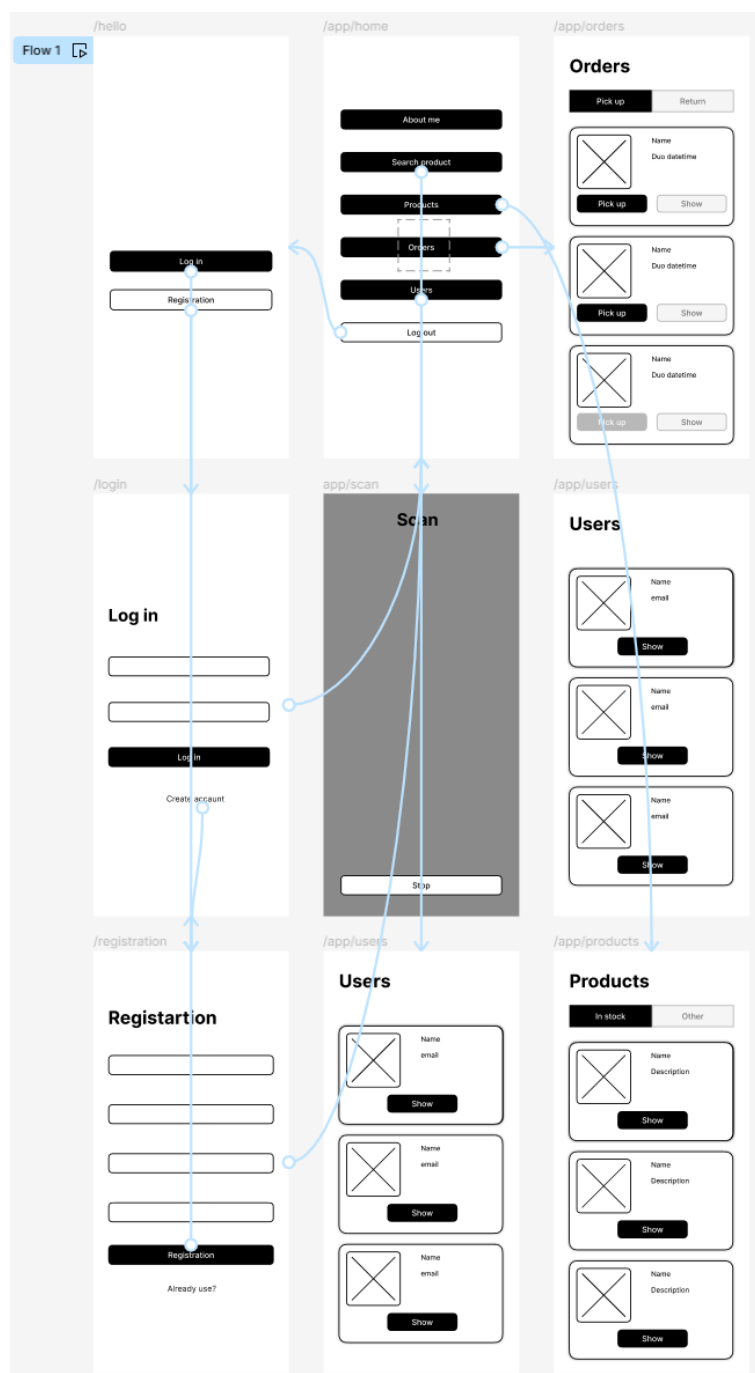 /hello
/app/home
/app/orders
Flow 1
Log in
Registration
About me
Search product
Products
Orders
Users
Log out
Orders
Pick up
Return
Name
Duo datetime
Pick up
Show
Name
Duo datetime
Pick up
Show
Name
Duo datetime
Pick up
Show
/login
app/scan
/app/users
Log in
Log in
Create accaunt
Scan
Stop
Users
Name
email
Show
Name
email
Show
Name
email
Show
/registration
/app/users
/app/products
Registartion
Registration
Already use?
Users
Name
email
Show
Name
email
Show
Name
email
Show
Products
In stock
Other
Name
Description
Show
Name
Description
Show
Name
Description
Show